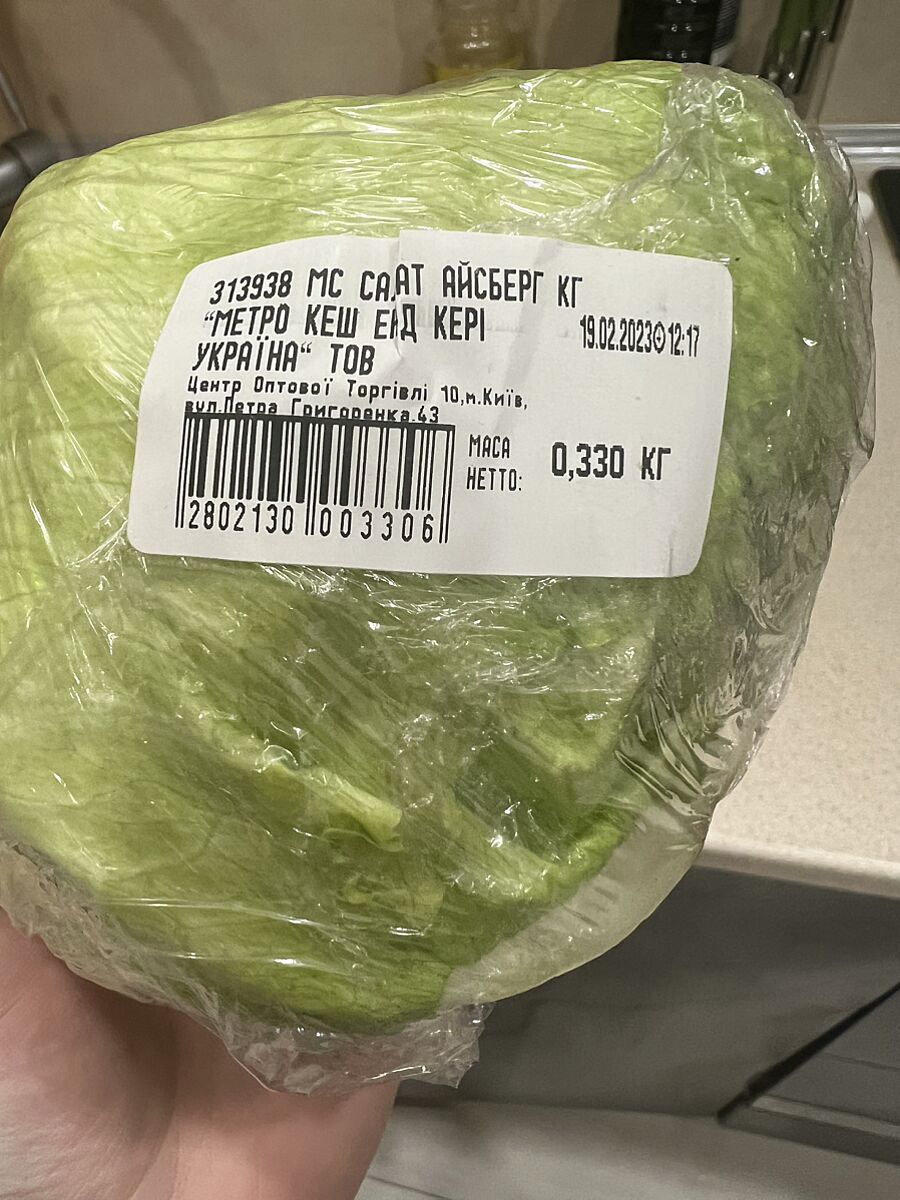 313938 МС САЛАТ АЙСБЕРГ КГ
"МЕТРО КЕШ ЕНД КЕРІ
УКРАЇНА" ТОВ
19.02.2023 12:17
Центр Оптової Торгівлі 10,м.Київ,
вул.Петра Григоренка,43
МАСА
НЕТТО:
0,330 КГ
2802130 003306